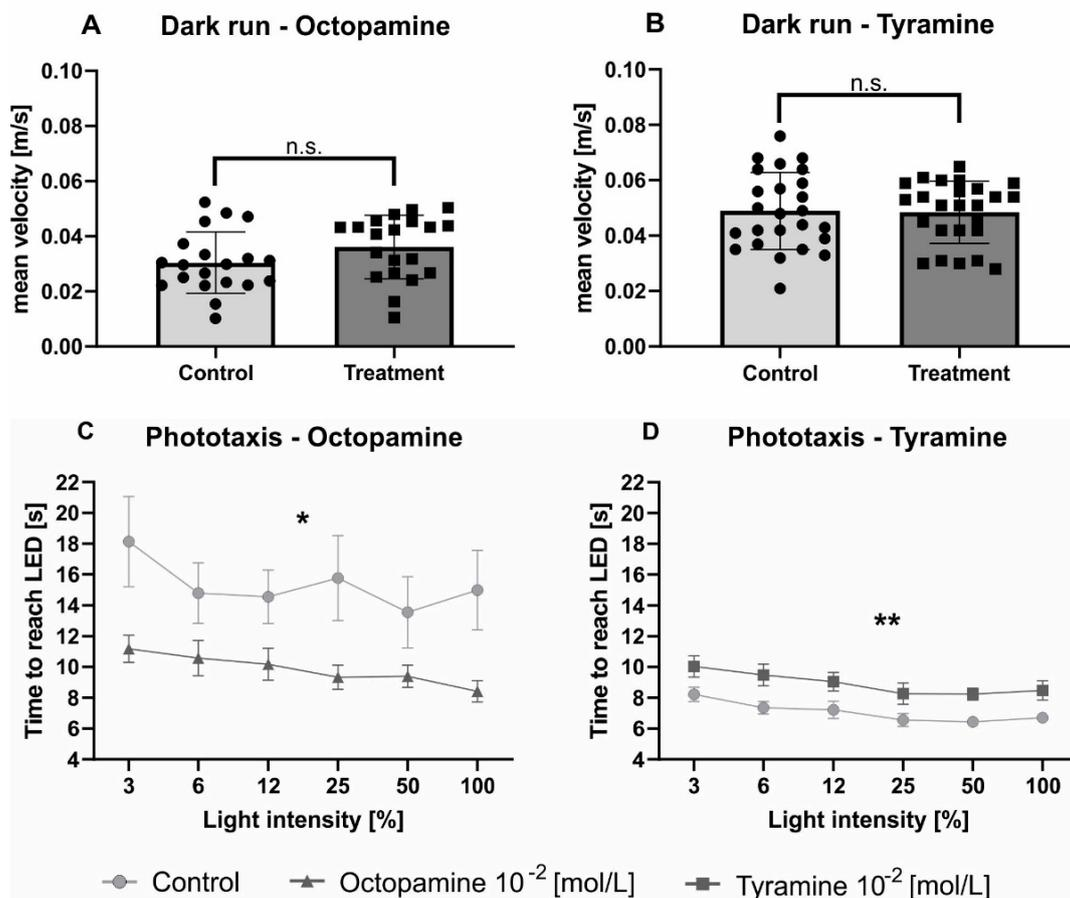 A Dark run - Octopamine
mean velocity [m/s]
0.10
0.08
0.06
0.04
0.02
0.00
n.s.
Control Treatment
B Dark run - Tyramine
mean velocity [m/s]
0.10
0.08
0.06
0.04
0.02
0.00
n.s.
Control Treatment
C Phototaxis - Octopamine
Time to reach LED [s]
22
20
18
16
14
12
10
8
6
4
*
3 6 12 25 50 100
Light intensity [%]
D Phototaxis - Tyramine
Time to reach LED [s]
22
20
18
16
14
12
10
8
6
4
**
3 6 12 25 50 100
Light intensity [%]
Control Octopamine 10⁻² [mol/L] Tyramine 10⁻² [mol/L]